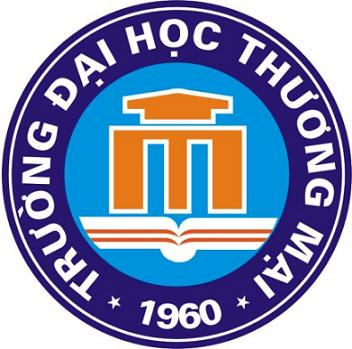 TRƯỜNG ĐẠI HỌC THƯƠNG MẠI
1960